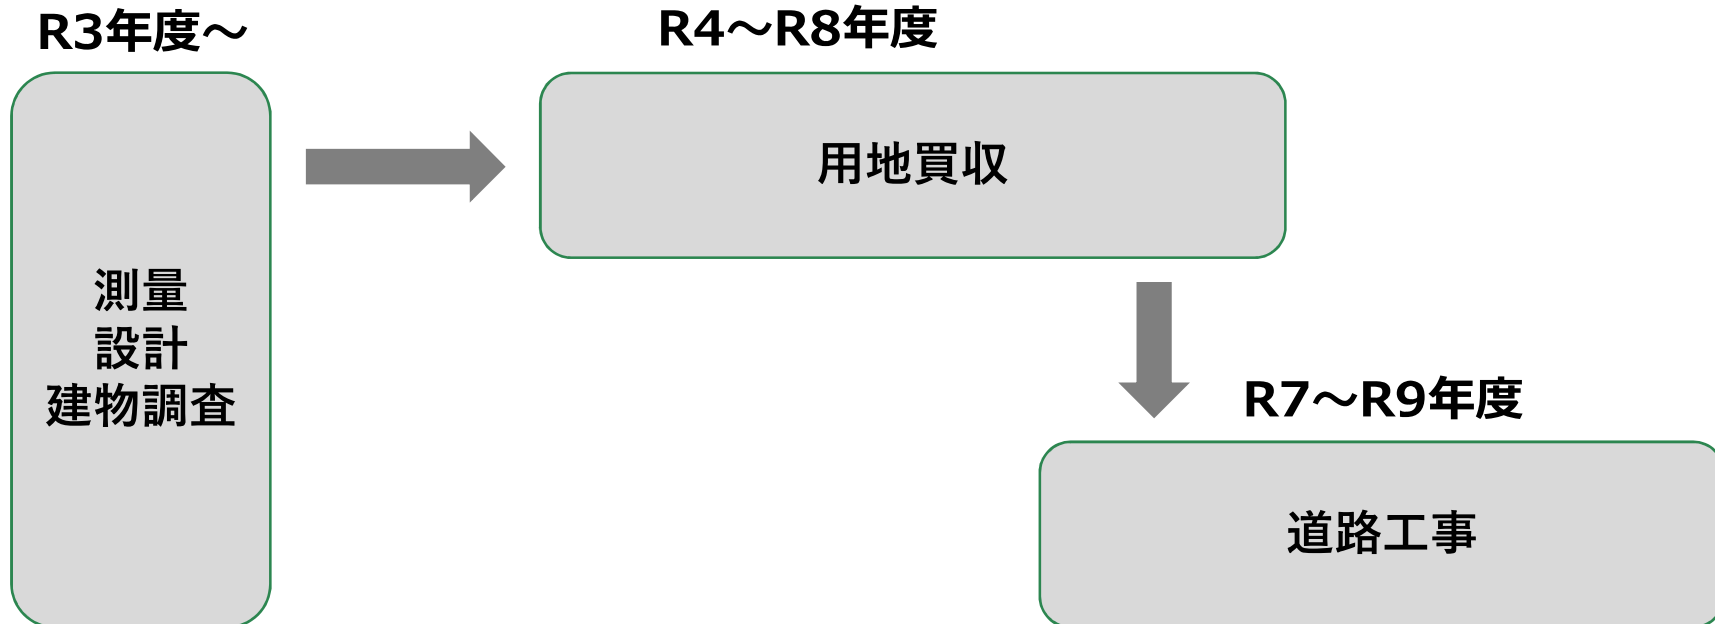 R3年度～
測量
設計
建物調査
R4～R8年度
用地買収
R7～R9年度
道路工事